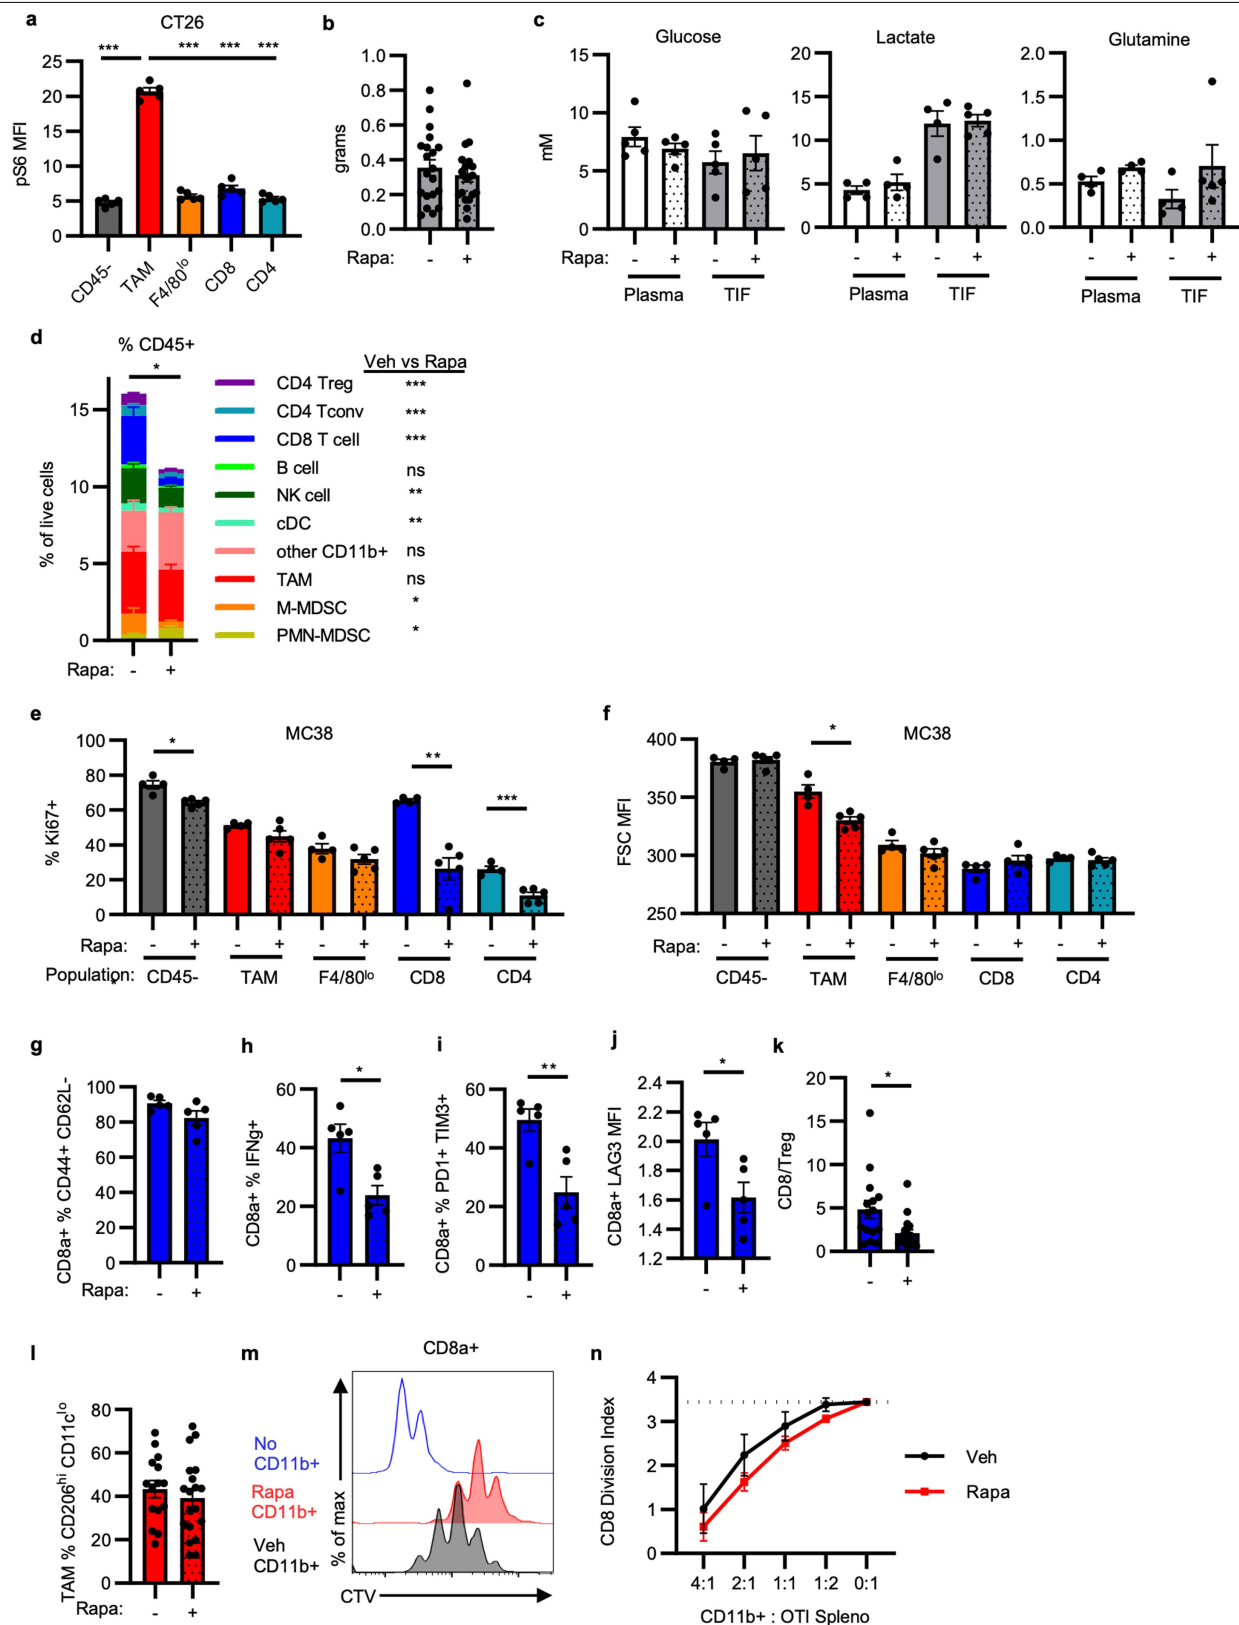 a
CT26
***
***
***
***
pS6 MFI
25
20
15
10
5
0
CD45-
TAM
F4/80lo
CD8
CD4
b
grams
1.0
0.8
0.6
0.4
0.2
0.0
Rapa:
-
+
c
Glucose
mM
15
10
5
0
Rapa:
-
+
-
+
Plasma
TIF
Lactate
20
15
10
5
0
-
+
-
+
Plasma
TIF
Glutamine
2.0
1.5
1.0
0.5
0.0
-
+
-
+
Plasma
TIF
d
% CD45+
*
% of live cells
15
10
5
0
Rapa:
-
+
Veh vs Rapa
CD4 Treg ***
CD4 Tconv ***
CD8 T cell ***
B cell ns
NK cell **
cDC **
other CD11b+ ns
TAM ns
M-MDSC *
PMN-MDSC *
e
MC38
*
**
***
% Ki67+
100
80
60
40
20
0
Rapa:
- + - + - + - + - +
Population:
*
CD45-
TAM
F4/80lo
CD8
CD4
f
MC38
*
FSC MFI
400
350
300
250
Rapa:
- + - + - + - + - +
CD45-
TAM
F4/80lo
CD8
CD4
g
CD8a+ % CD44+ CD62L-
100
80
60
40
20
0
Rapa:
-
+
h
*
CD8a+ % IFNg+
60
40
20
0
-
+
i
**
CD8a+ % PD1+ TIM3+
60
40
20
0
-
+
j
*
CD8a+ LAG3 MFI
2.4
2.2
2.0
1.8
1.6
1.4
1.2
-
+
k
*
CD8/Treg
20
15
10
5
0
-
+
l
TAM % CD206hi CD11clo
80
60
40
20
0
Rapa:
-
+
m
CD8a+
No
CD11b+
Rapa
CD11b+
Veh
CD11b+
% of max
CTV
n
CD8 Division Index
4
3
2
1
0
4:1
2:1
1:1
1:2
0:1
CD11b+ : OTI Spleno
Veh
Rapa